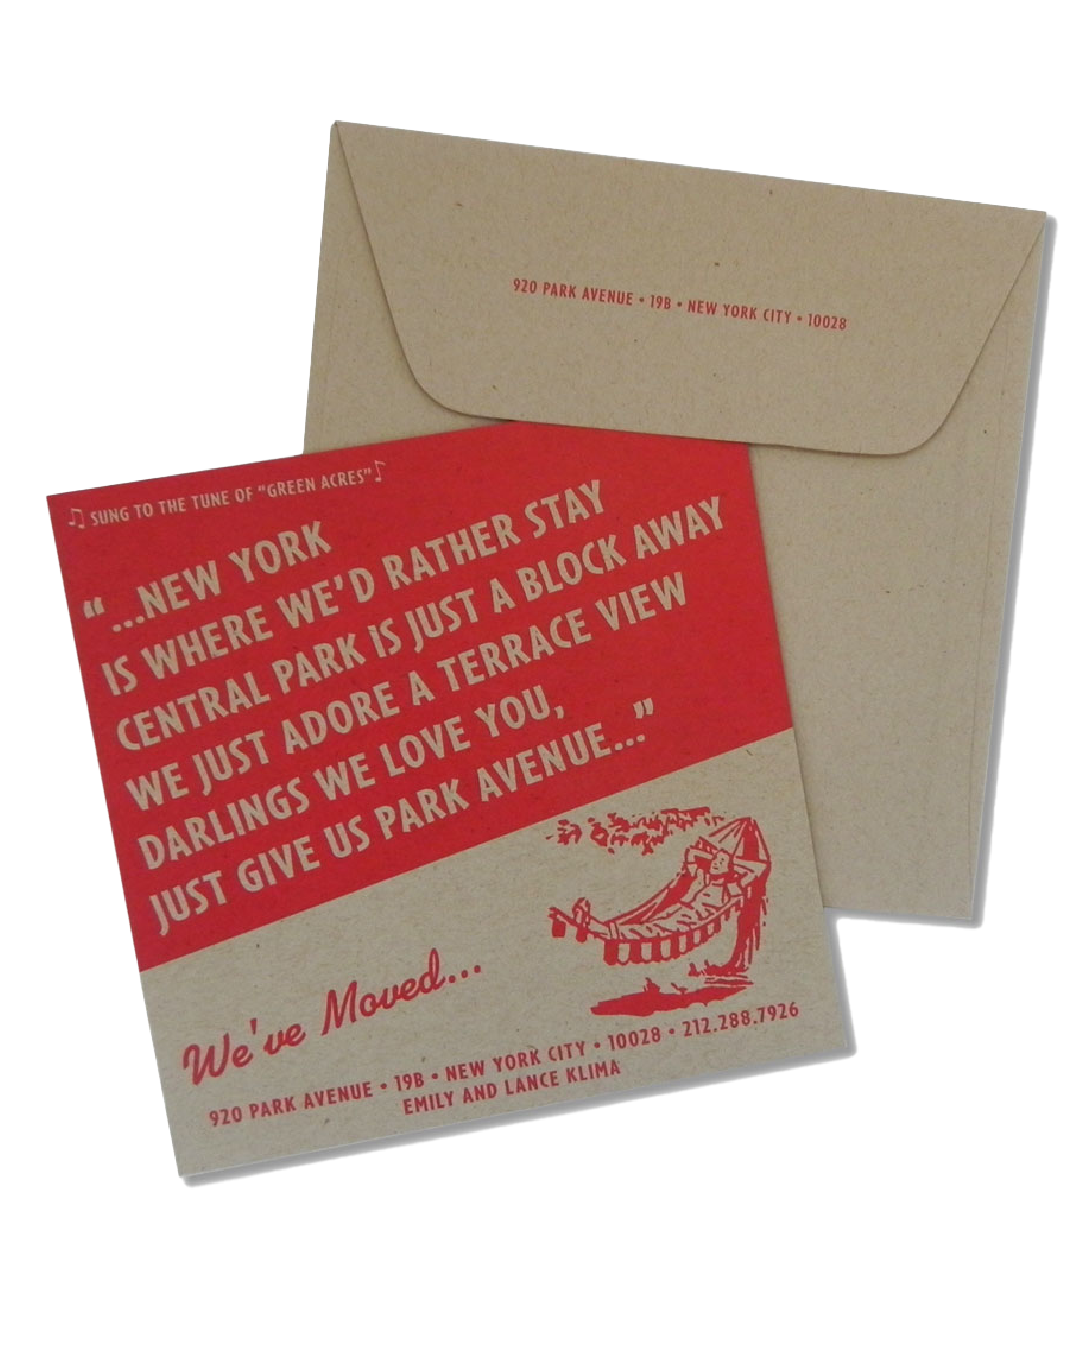 920 PARK AVENUE • 19B • NEW YORK CITY • 10028
♫ SUNG TO THE TUNE OF "GREEN ACRES" ♪
"...NEW YORK
IS WHERE WE'D RATHER STAY
CENTRAL PARK IS JUST A BLOCK AWAY
WE JUST ADORE A TERRACE VIEW
DARLINGS WE LOVE YOU,
JUST GIVE US PARK AVENUE..."
We've Moved...
920 PARK AVENUE • 19B • NEW YORK CITY • 10028 • 212.288.7926
EMILY AND LANCE KLIMA